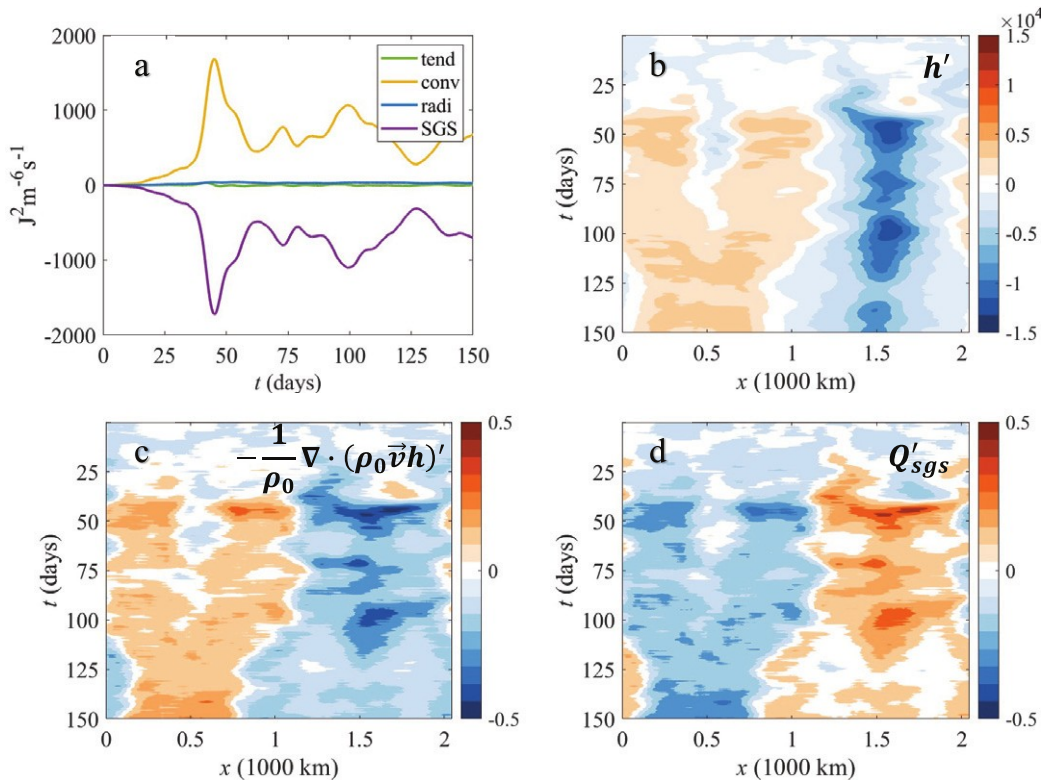 a
2000
1000
0
-1000
-2000
J²m⁻⁶s⁻¹
tend
conv
radi
SGS
0 25 50 75 100 125 150
t (days)
b
h′
×10⁴
1.5
1
0.5
0
-0.5
-1
-1.5
25
50
75
100
125
150
t (days)
0 0.5 1 1.5 2
x (1000 km)
c
−1/ρ₀ ∇ · (ρ₀v⃗h)′
0.5
0
-0.5
25
50
75
100
125
150
t (days)
0 0.5 1 1.5 2
x (1000 km)
d
Q′sgs
0.5
0
-0.5
25
50
75
100
125
150
t (days)
0 0.5 1 1.5 2
x (1000 km)